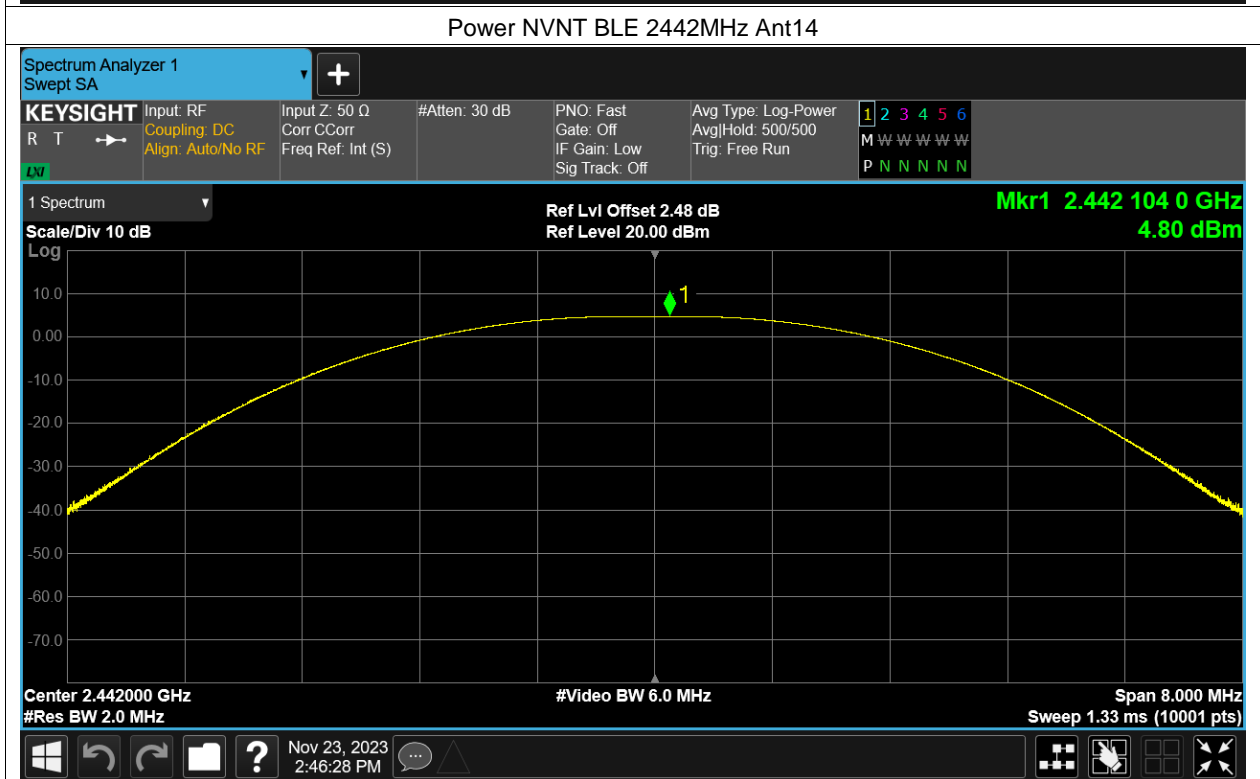 Power NVNT BLE 2442MHz Ant14
Spectrum Analyzer 1
Swept SA
KEYSIGHT
R T
LXI
Input: RF
Coupling: DC
Align: Auto/No RF
Input Z: 50 Ω
Corr CCorr
Freq Ref: Int (S)
#Atten: 30 dB
PNO: Fast
Gate: Off
IF Gain: Low
Sig Track: Off
Avg Type: Log-Power
Avg|Hold: 500/500
Trig: Free Run
1 2 3 4 5 6
M W W W W W
P N N N N N
1 Spectrum
Scale/Div 10 dB
Log
Ref Lvl Offset 2.48 dB
Ref Level 20.00 dBm
Mkr1 2.442 104 0 GHz
4.80 dBm
1
10.0
0.00
-10.0
-20.0
-30.0
-40.0
-50.0
-60.0
-70.0
Center 2.442000 GHz
#Res BW 2.0 MHz
#Video BW 6.0 MHz
Span 8.000 MHz
Sweep 1.33 ms (10001 pts)
?
Nov 23, 2023
2:46:28 PM